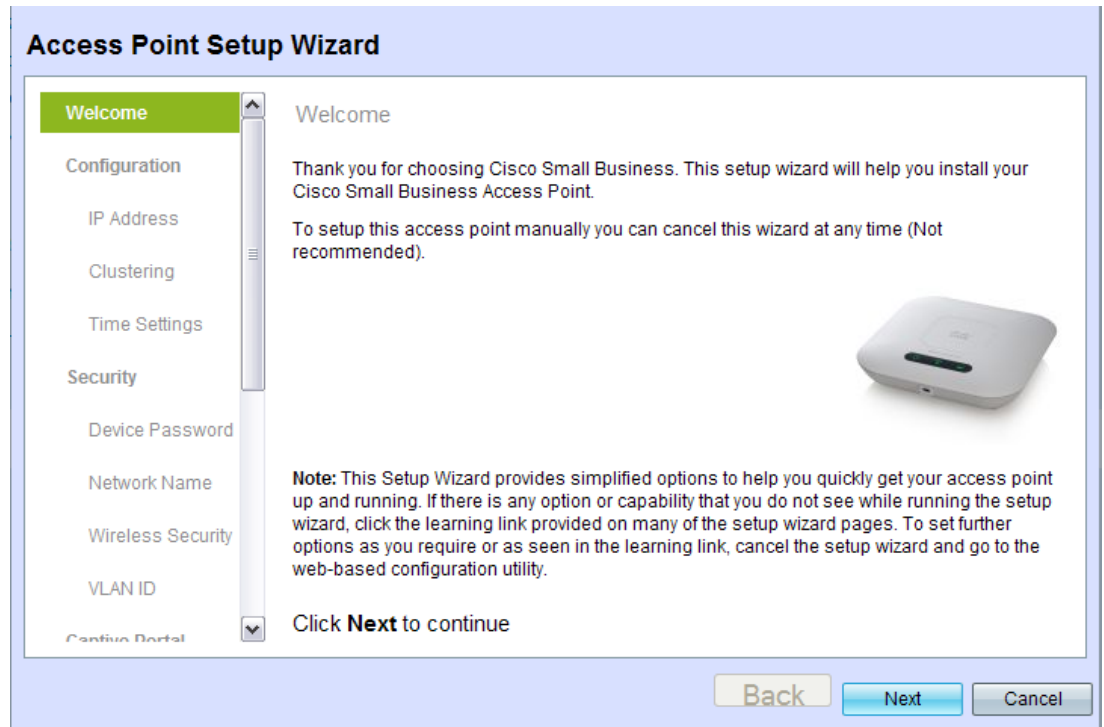 Access Point Setup Wizard
Welcome
Configuration
IP Address
Clustering
Time Settings
Security
Device Password
Network Name
Wireless Security
VLAN ID
Captive Portal
Welcome
Thank you for choosing Cisco Small Business. This setup wizard will help you install your
Cisco Small Business Access Point.
To setup this access point manually you can cancel this wizard at any time (Not
recommended).
Note: This Setup Wizard provides simplified options to help you quickly get your access point
up and running. If there is any option or capability that you do not see while running the setup
wizard, click the learning link provided on many of the setup wizard pages. To set further
options as you require or as seen in the learning link, cancel the setup wizard and go to the
web-based configuration utility.
Click Next to continue
Back
Next
Cancel